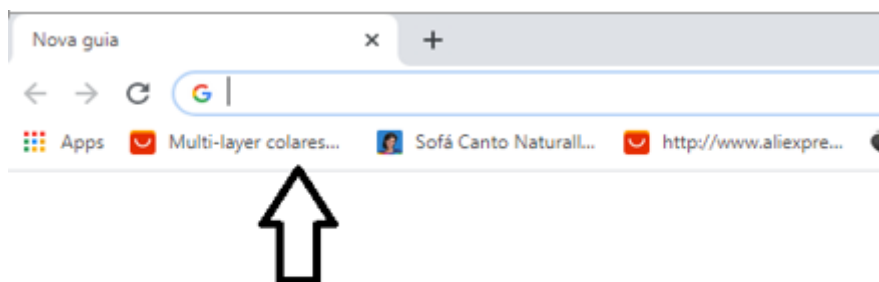 Nova guia
G
Apps Multi-layer colares... Sofá Canto Naturall... http://www.aliexpre...